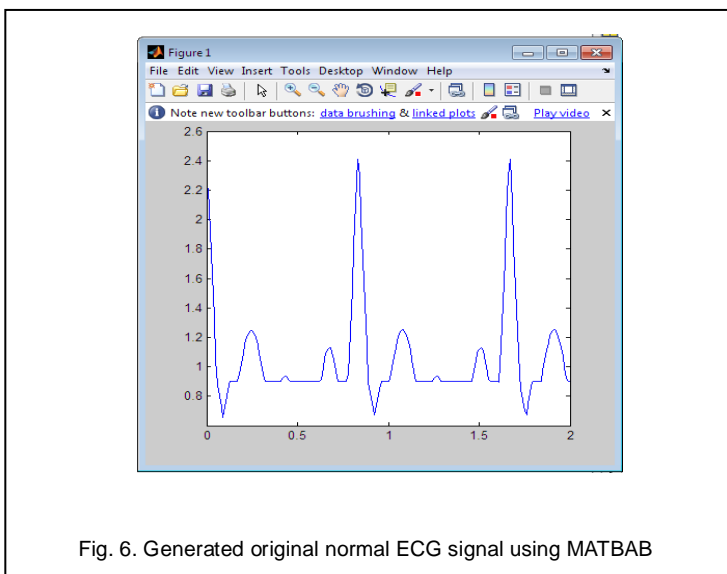 Figure 1
File Edit View Insert Tools Desktop Window Help
Note new toolbar buttons: data brushing & linked plots Play video
2.6
2.4
2.2
2
1.8
1.6
1.4
1.2
1
0.8
0 0.5 1 1.5 2
Fig. 6. Generated original normal ECG signal using MATBAB